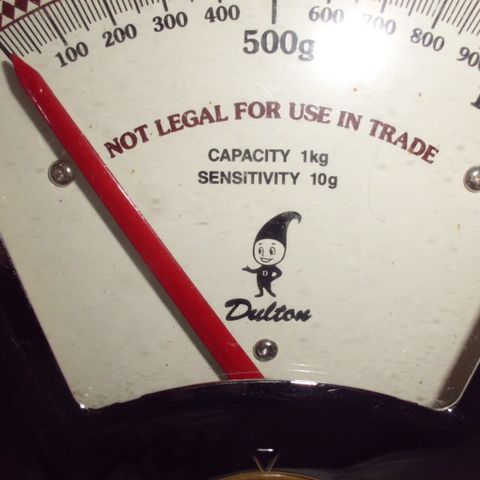 100 200 300 400 500g 600 700 800 900
NOT LEGAL FOR USE IN TRADE
CAPACITY 1kg
SENSITIVITY 10g
D
Dulton